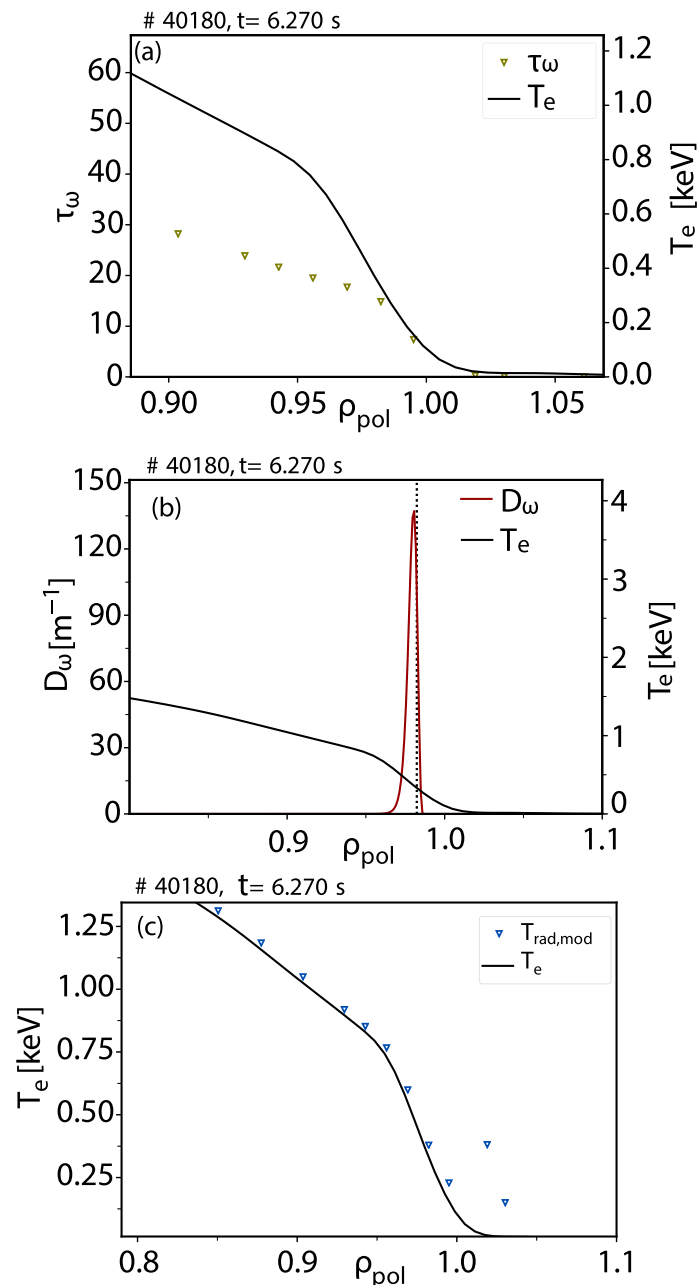 # 40180, t= 6.270 s
(a)
τω
Te
60
50
40
30
20
10
0
τω
1.2
1.0
0.8
0.6
0.4
0.2
0.0
Te [keV]
0.90 0.95 1.00 1.05
ρpol
# 40180, t= 6.270 s
(b)
Dω
Te
150
120
90
60
30
0
Dω [m⁻¹]
4
3
2
1
0
Te [keV]
0.9 1.0 1.1
ρpol
# 40180, t= 6.270 s
(c)
Trad,mod
Te
1.25
1.00
0.75
0.50
0.25
Te [keV]
0.8 0.9 1.0 1.1
ρpol